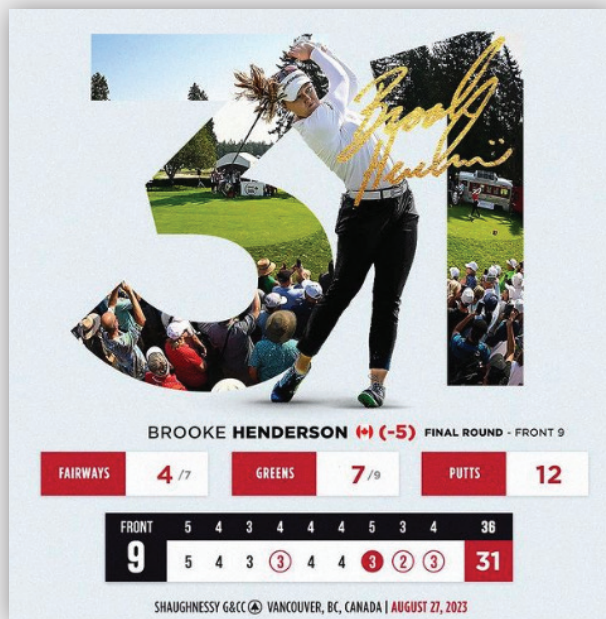 31
Brooke
Henderson
BROOKE HENDERSON (-5) FINAL ROUND - FRONT 9
FAIRWAYS 4 /7 GREENS 7 /9 PUTTS 12
FRONT 5 4 3 4 4 4 5 3 4 36
9 5 4 3 3 4 4 3 2 3 31
SHAUGHNESSY G&CC VANCOUVER, BC, CANADA | AUGUST 27, 2023